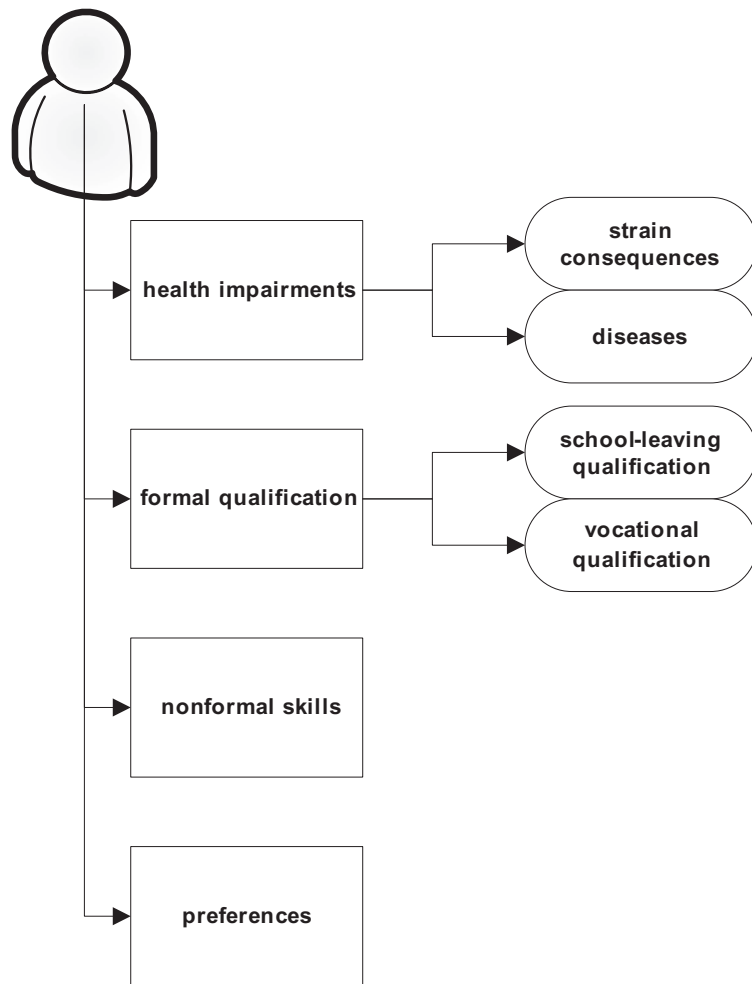 strain
consequences
health impairments
diseases
school-leaving
qualification
formal qualification
vocational
qualification
nonformal skills
preferences